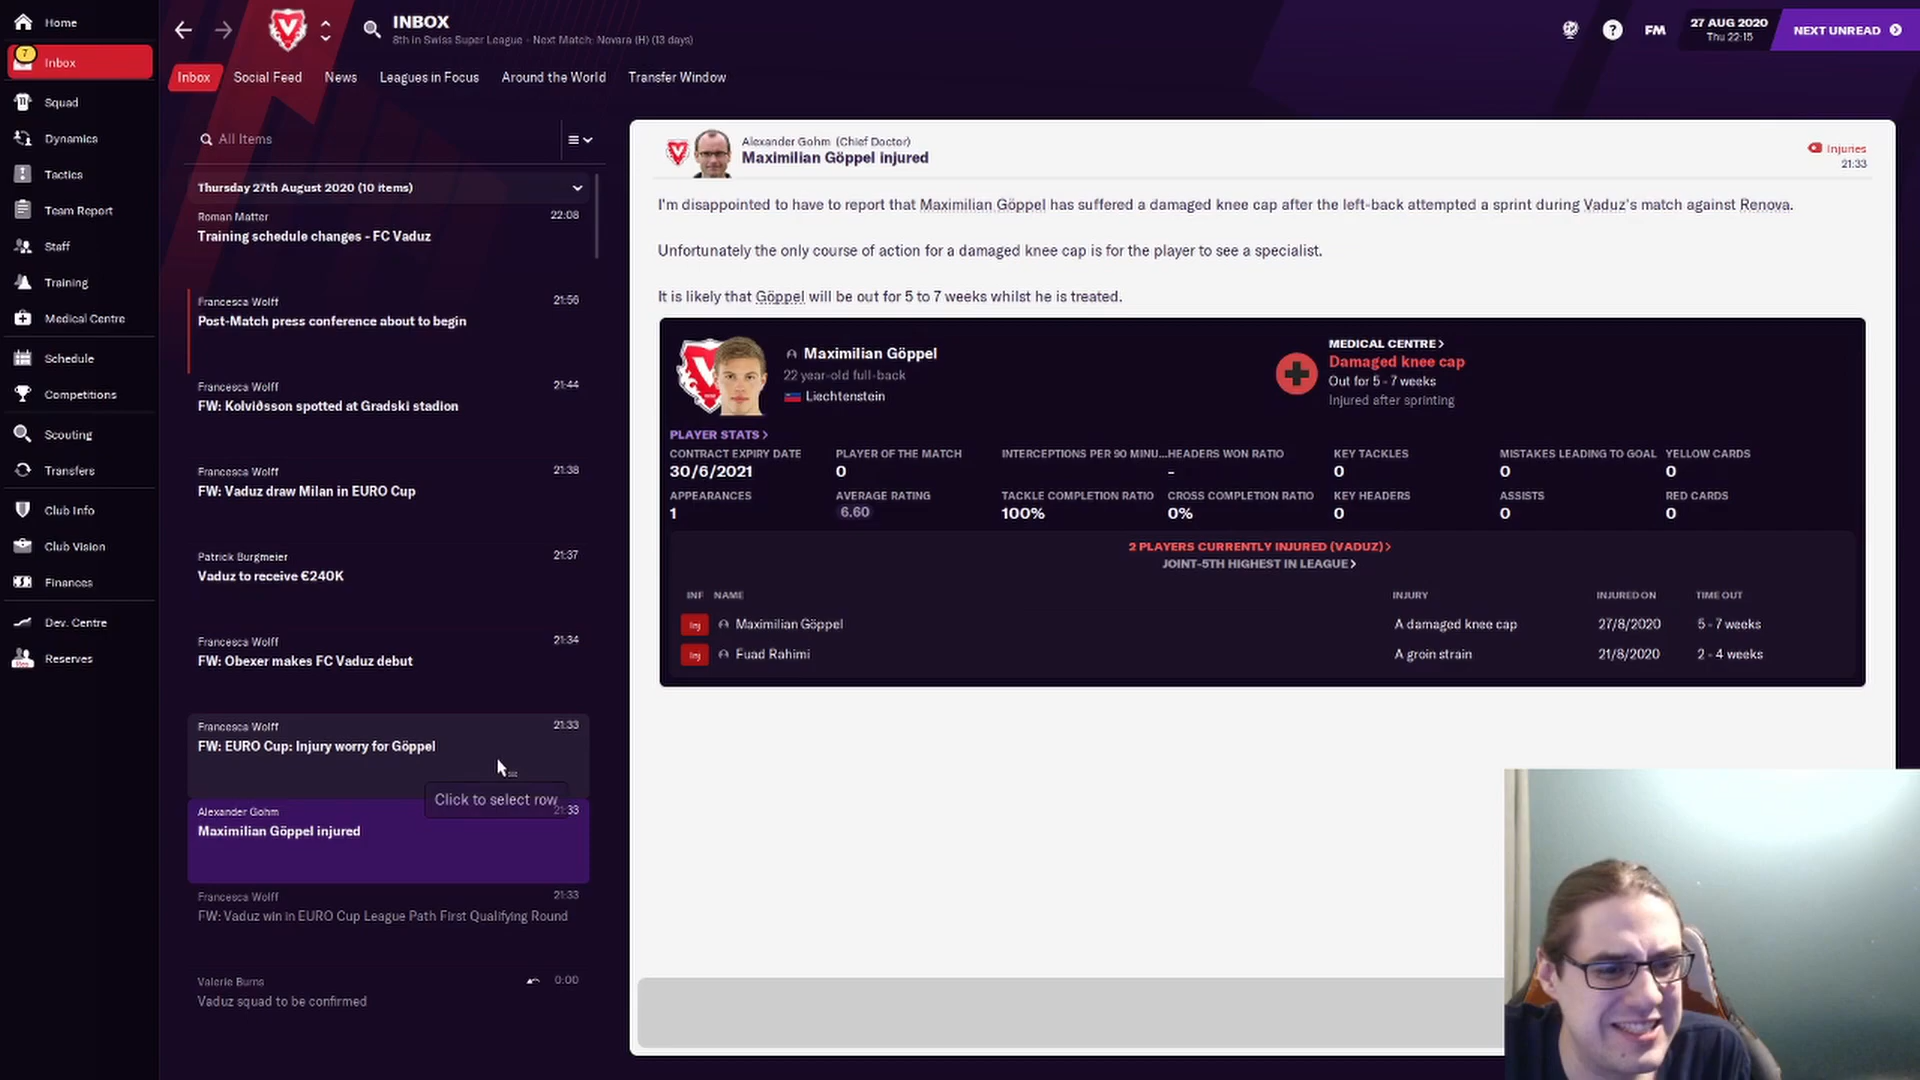 Home
7
Inbox
Squad
Dynamics
Tactics
Team Report
Staff
Training
Medical Centre
Schedule
Competitions
Scouting
Transfers
Club Info
Club Vision
Finances
Dev. Centre
Reserves
INBOX
8th in Swiss Super League - Next Match: Novara (H) (13 days)
FM
27 AUG 2020
Thu 22:15
NEXT UNREAD
Inbox
Social Feed
News
Leagues in Focus
Around the World
Transfer Window
All Items
Thursday 27th August 2020 (10 items)
Roman Matter 22:08
Training schedule changes - FC Vaduz
Francesca Wolff 21:56
Post-Match press conference about to begin
Francesca Wolff 21:44
FW: Kolviðsson spotted at Gradski stadion
Francesca Wolff 21:38
FW: Vaduz draw Milan in EURO Cup
Patrick Burgmeier 21:37
Vaduz to receive €240K
Francesca Wolff 21:34
FW: Obexer makes FC Vaduz debut
Francesca Wolff 21:33
FW: EURO Cup: Injury worry for Göppel
Click to select row
Alexander Gohm 21:33
Maximilian Göppel injured
Francesca Wolff 21:33
FW: Vaduz win in EURO Cup League Path First Qualifying Round
Valerie Burns 0:00
Vaduz squad to be confirmed
Alexander Gohm (Chief Doctor)
Maximilian Göppel injured
Injuries
21:33
I'm disappointed to have to report that Maximilian Göppel has suffered a damaged knee cap after the left-back attempted a sprint during Vaduz's match against Renova.
Unfortunately the only course of action for a damaged knee cap is for the player to see a specialist.
It is likely that Göppel will be out for 5 to 7 weeks whilst he is treated.
Maximilian Göppel
22 year-old full-back
Liechtenstein
MEDICAL CENTRE >
Damaged knee cap
Out for 5 - 7 weeks
Injured after sprinting
PLAYER STATS >
CONTRACT EXPIRY DATE PLAYER OF THE MATCH INTERCEPTIONS PER 90 MINU... HEADERS WON RATIO KEY TACKLES MISTAKES LEADING TO GOAL YELLOW CARDS
30/6/2021 0 - 0 0 0
APPEARANCES AVERAGE RATING TACKLE COMPLETION RATIO CROSS COMPLETION RATIO KEY HEADERS ASSISTS RED CARDS
1 6.60 100% 0% 0 0 0
2 PLAYERS CURRENTLY INJURED (VADUZ) >
JOINT-5TH HIGHEST IN LEAGUE >
INF NAME INJURY INJURED ON TIME OUT
Inj Maximilian Göppel A damaged knee cap 27/8/2020 5 - 7 weeks
Inj Fuad Rahimi A groin strain 21/8/2020 2 - 4 weeks